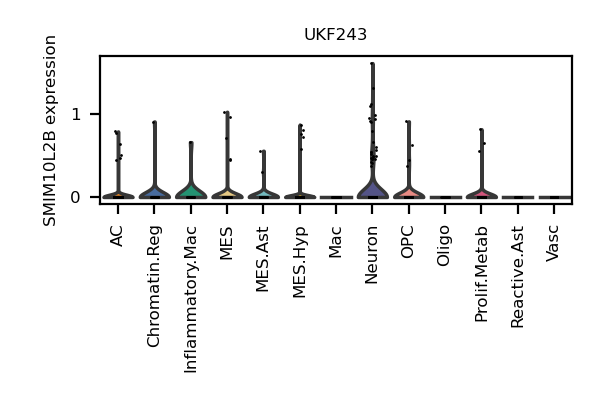 UKF243
SMIM10L2B expression
1
0
AC
Chromatin.Reg
Inflammatory.Mac
MES
MES.Ast
MES.Hyp
Mac
Neuron
OPC
Oligo
Prolif.Metab
Reactive.Ast
Vasc